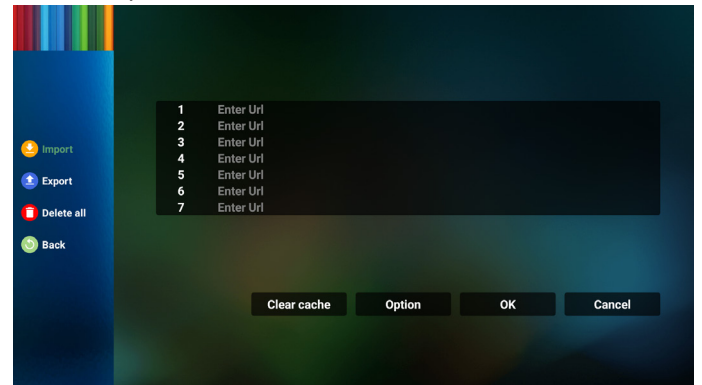 Import
Export
Delete all
Back
1 Enter Url
2 Enter Url
3 Enter Url
4 Enter Url
5 Enter Url
6 Enter Url
7 Enter Url
Clear cache Option OK Cancel